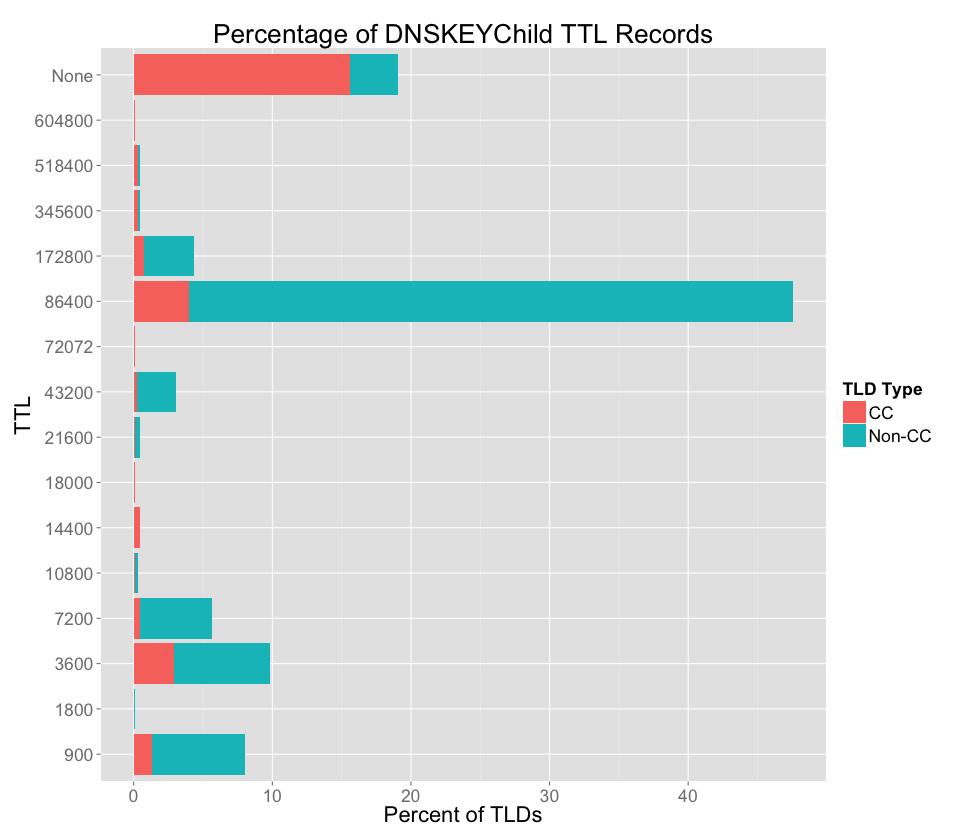 Percentage of DNSKEYChild TTL Records
None
604800
518400
345600
172800
86400
72072
43200
21600
18000
14400
10800
7200
3600
1800
900
TTL
0 10 20 30 40
Percent of TLDs
TLD Type
CC
Non-CC